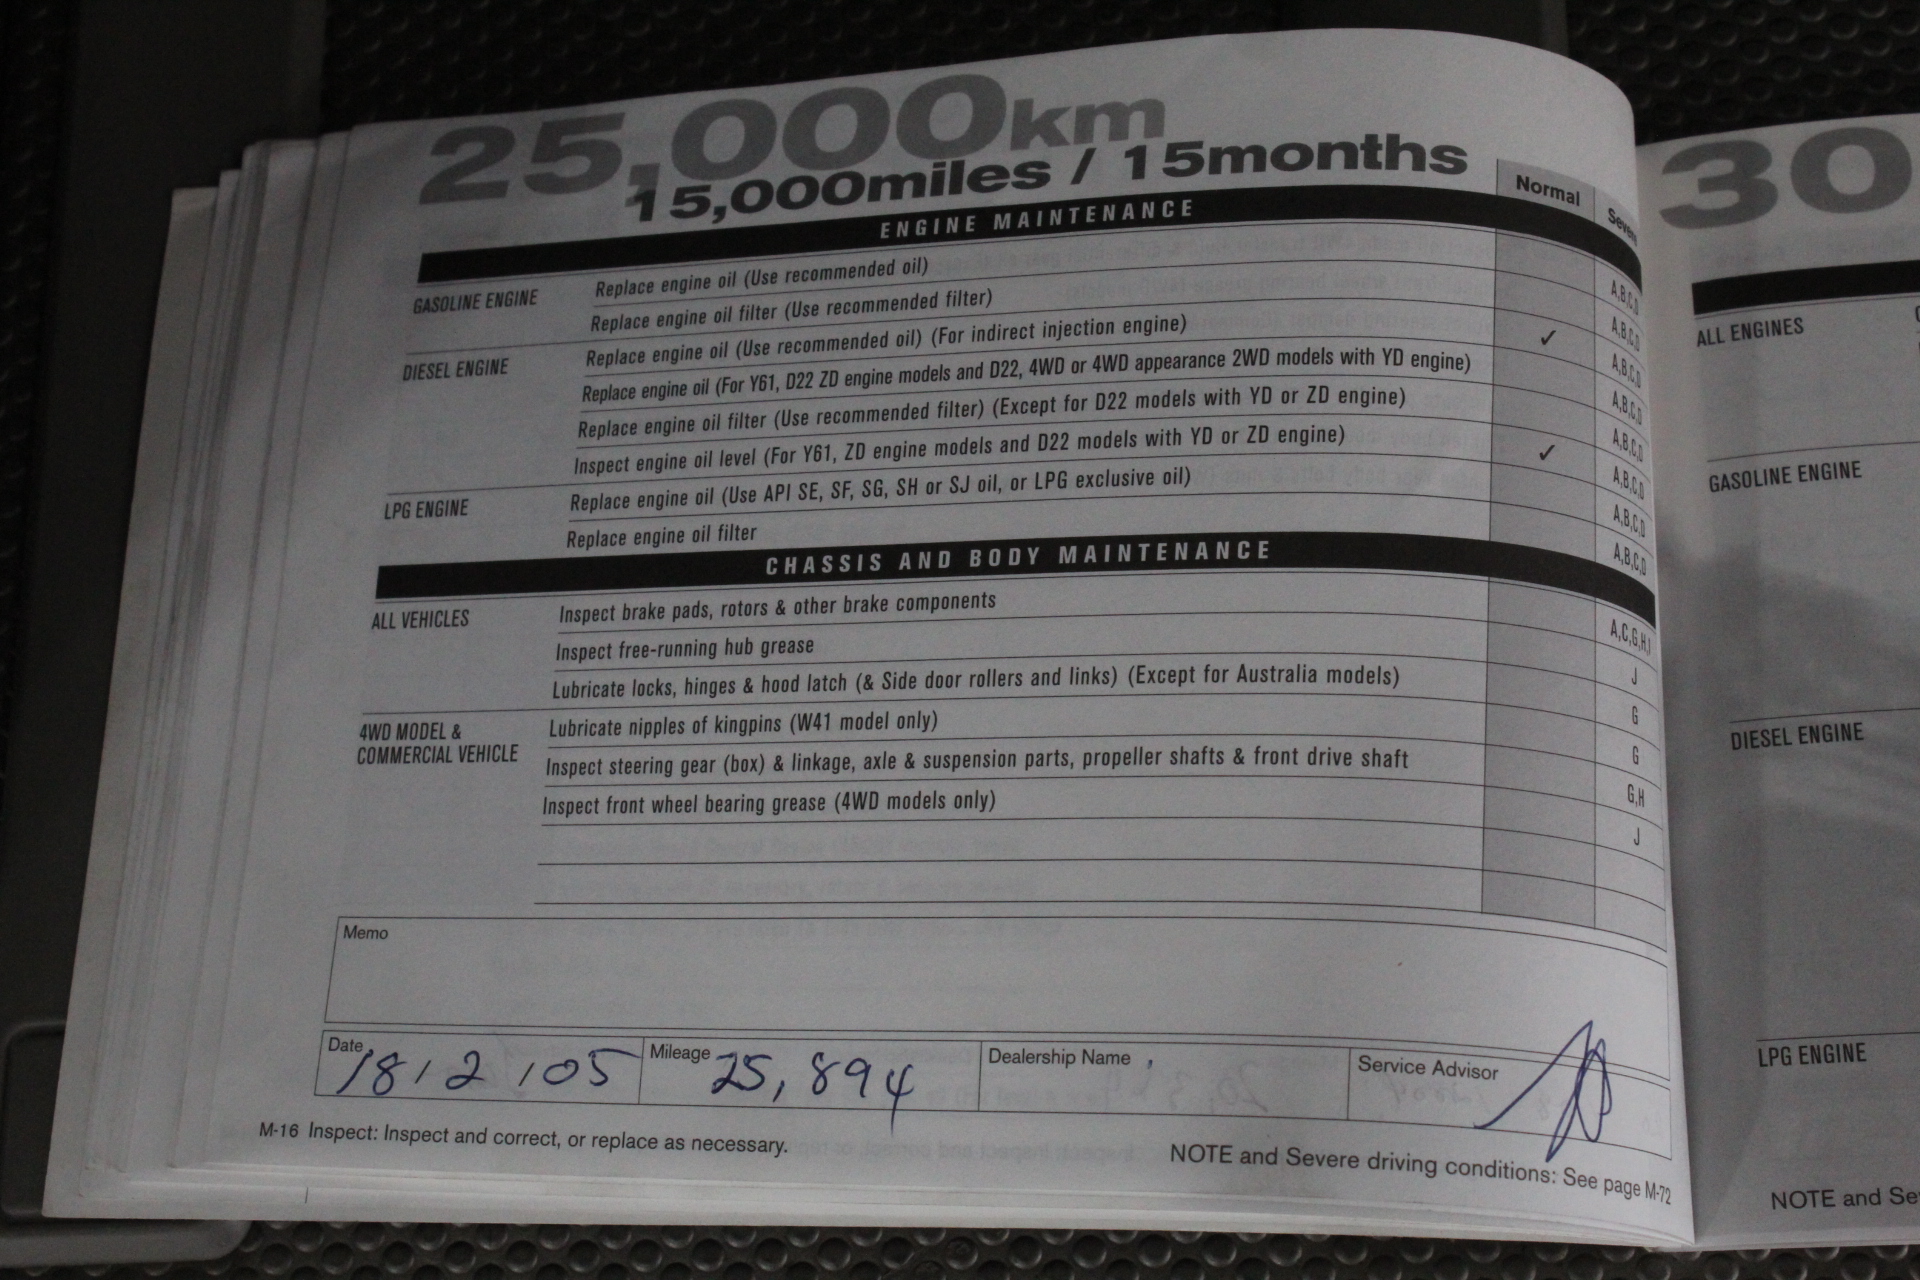 25,000km
15,000miles / 15months
Normal Severe
ENGINE MAINTENANCE
GASOLINE ENGINE Replace engine oil (Use recommended oil) A,B,C,D
Replace engine oil filter (Use recommended filter) A,B,C,D
DIESEL ENGINE Replace engine oil (Use recommended oil) (For indirect injection engine) A,B,C,D
Replace engine oil (For Y61, D22 ZD engine models and D22, 4WD or 4WD appearance 2WD models with YD engine) ✓ A,B,C,D
Replace engine oil filter (Use recommended filter) (Except for D22 models with YD or ZD engine) A,B,C,D
Inspect engine oil level (For Y61, ZD engine models and D22 models with YD or ZD engine) ✓ A,B,C,D
LPG ENGINE Replace engine oil (Use API SE, SF, SG, SH or SJ oil, or LPG exclusive oil) A,B,C,D
Replace engine oil filter A,B,C,D
CHASSIS AND BODY MAINTENANCE
ALL VEHICLES Inspect brake pads, rotors & other brake components A,C,G,H,I
Inspect free-running hub grease J
Lubricate locks, hinges & hood latch (& Side door rollers and links) (Except for Australia models) G
4WD MODEL & COMMERCIAL VEHICLE Lubricate nipples of kingpins (W41 model only) G
Inspect steering gear (box) & linkage, axle & suspension parts, propeller shafts & front drive shaft G,H
Inspect front wheel bearing grease (4WD models only) J
Memo
Date 18/2/05 Mileage 25,894 Dealership Name Service Advisor
M-16 Inspect: Inspect and correct, or replace as necessary.
NOTE and Severe driving conditions: See page M-72
30
ALL ENGINES
GASOLINE ENGINE
DIESEL ENGINE
LPG ENGINE
NOTE and Se